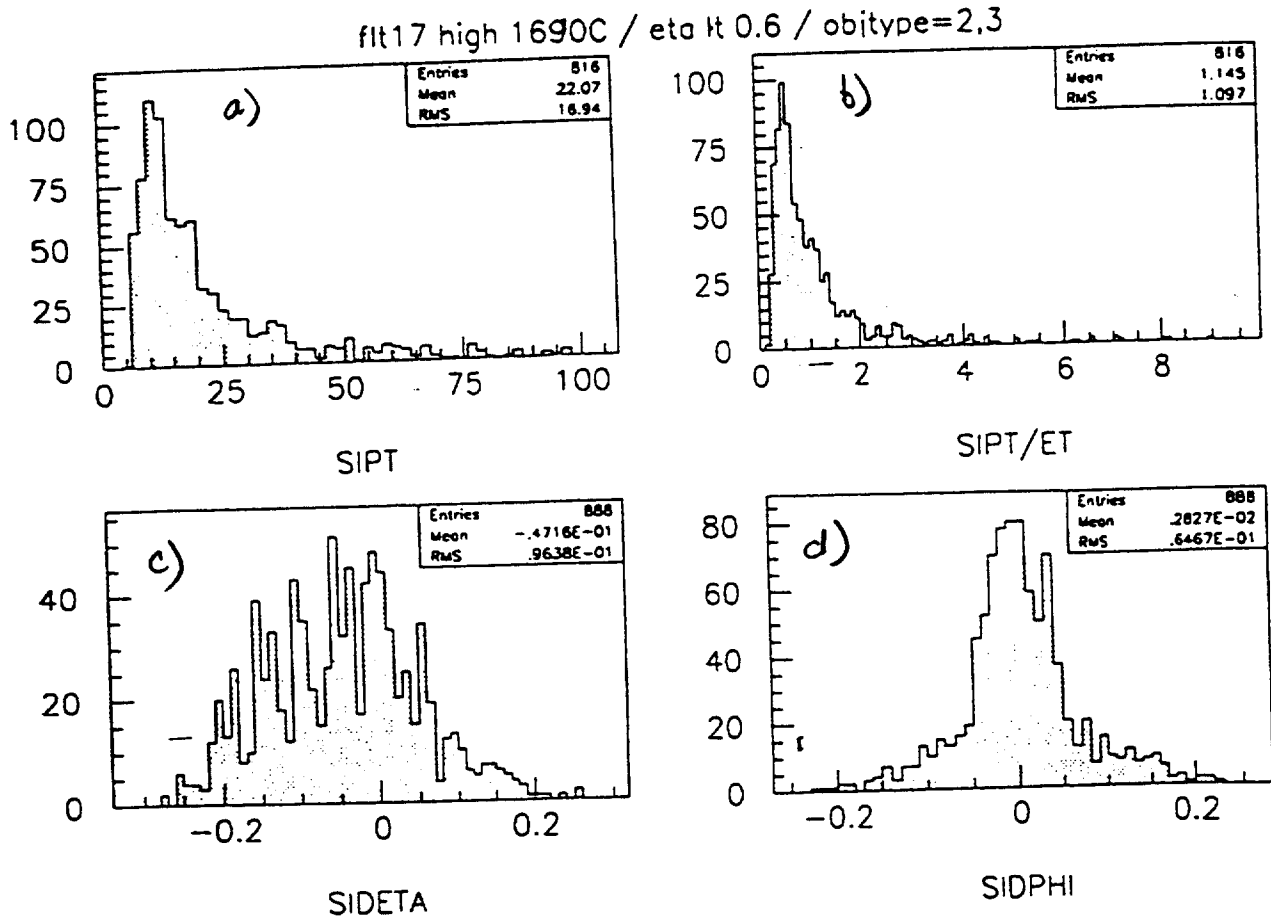 flt17 high 1690C / eta lt 0.6 / objtype=2,3
a)
Entries 816
Mean 22.07
RMS 18.94
100
75
50
25
0
0 25 50 75 100
SIPT
b)
Entries 816
Mean 1.145
RMS 1.097
100
75
50
25
0
0 2 4 6 8
SIPT/ET
c)
Entries 888
Mean -.4716E-01
RMS .9638E-01
40
20
0
-0.2 0 0.2
SIDETA
d)
Entries 888
Mean .2827E-02
RMS .6467E-01
80
60
40
20
0
-0.2 0 0.2
SIDPHI